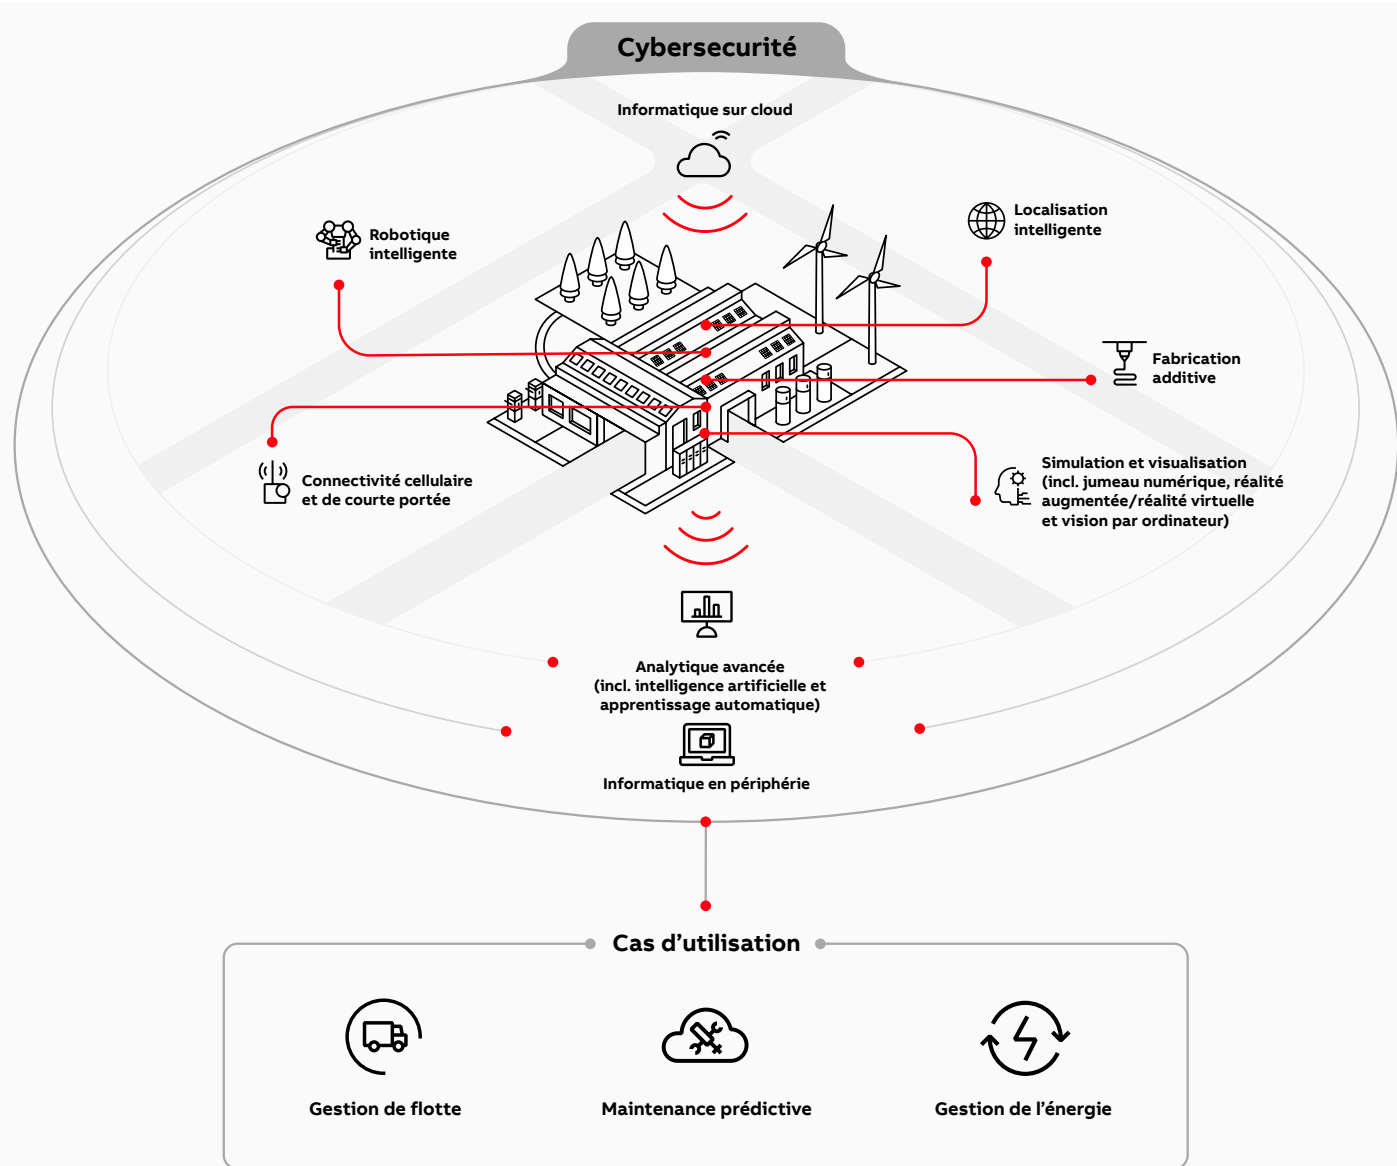 Cybersecurité
Informatique sur cloud
Robotique
intelligente
Localisation
intelligente
Fabrication
additive
Connectivité cellulaire
et de courte portée
Simulation et visualisation
(incl. jumeau numérique, réalité
augmentée/réalité virtuelle
et vision par ordinateur)
Analytique avancée
(incl. intelligence artificielle et
apprentissage automatique)
Informatique en périphérie
Cas d’utilisation
Gestion de flotte
Maintenance prédictive
Gestion de l’énergie